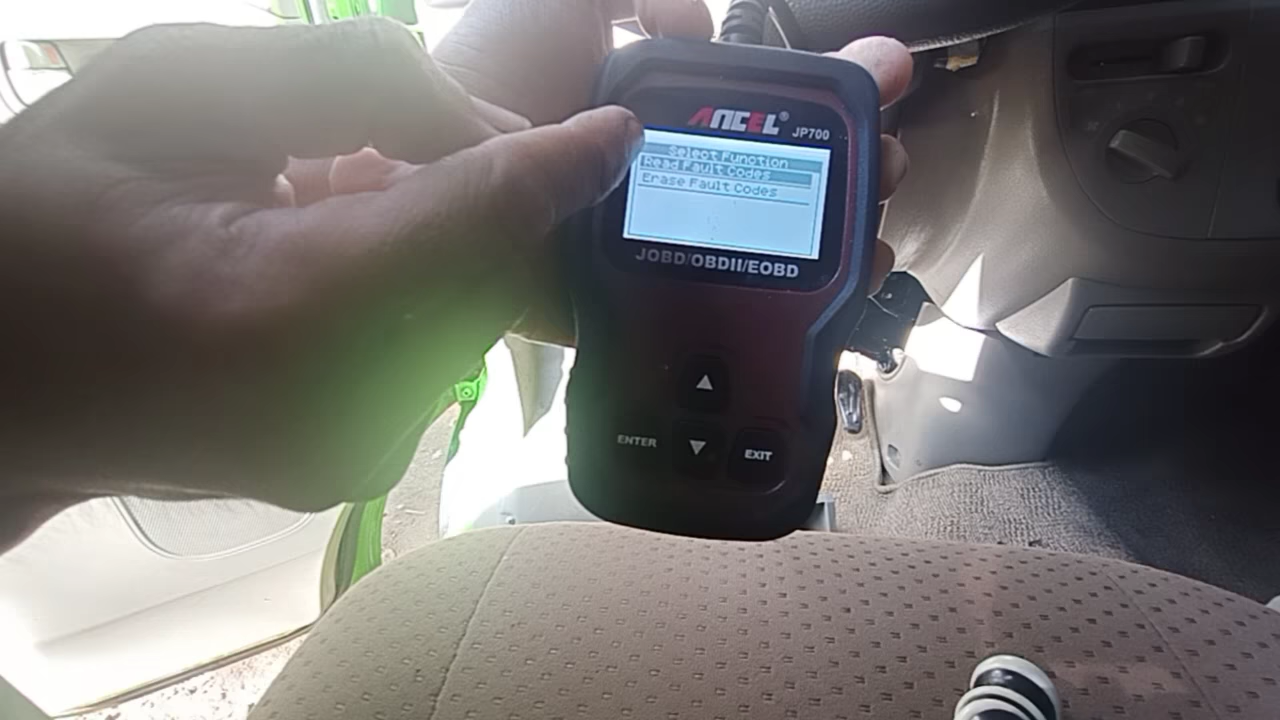 ANCEL®
JP700
Select Function
Read Fault Codes
Erase Fault Codes
JOBD/OBDII/EOBD
ENTER
EXIT